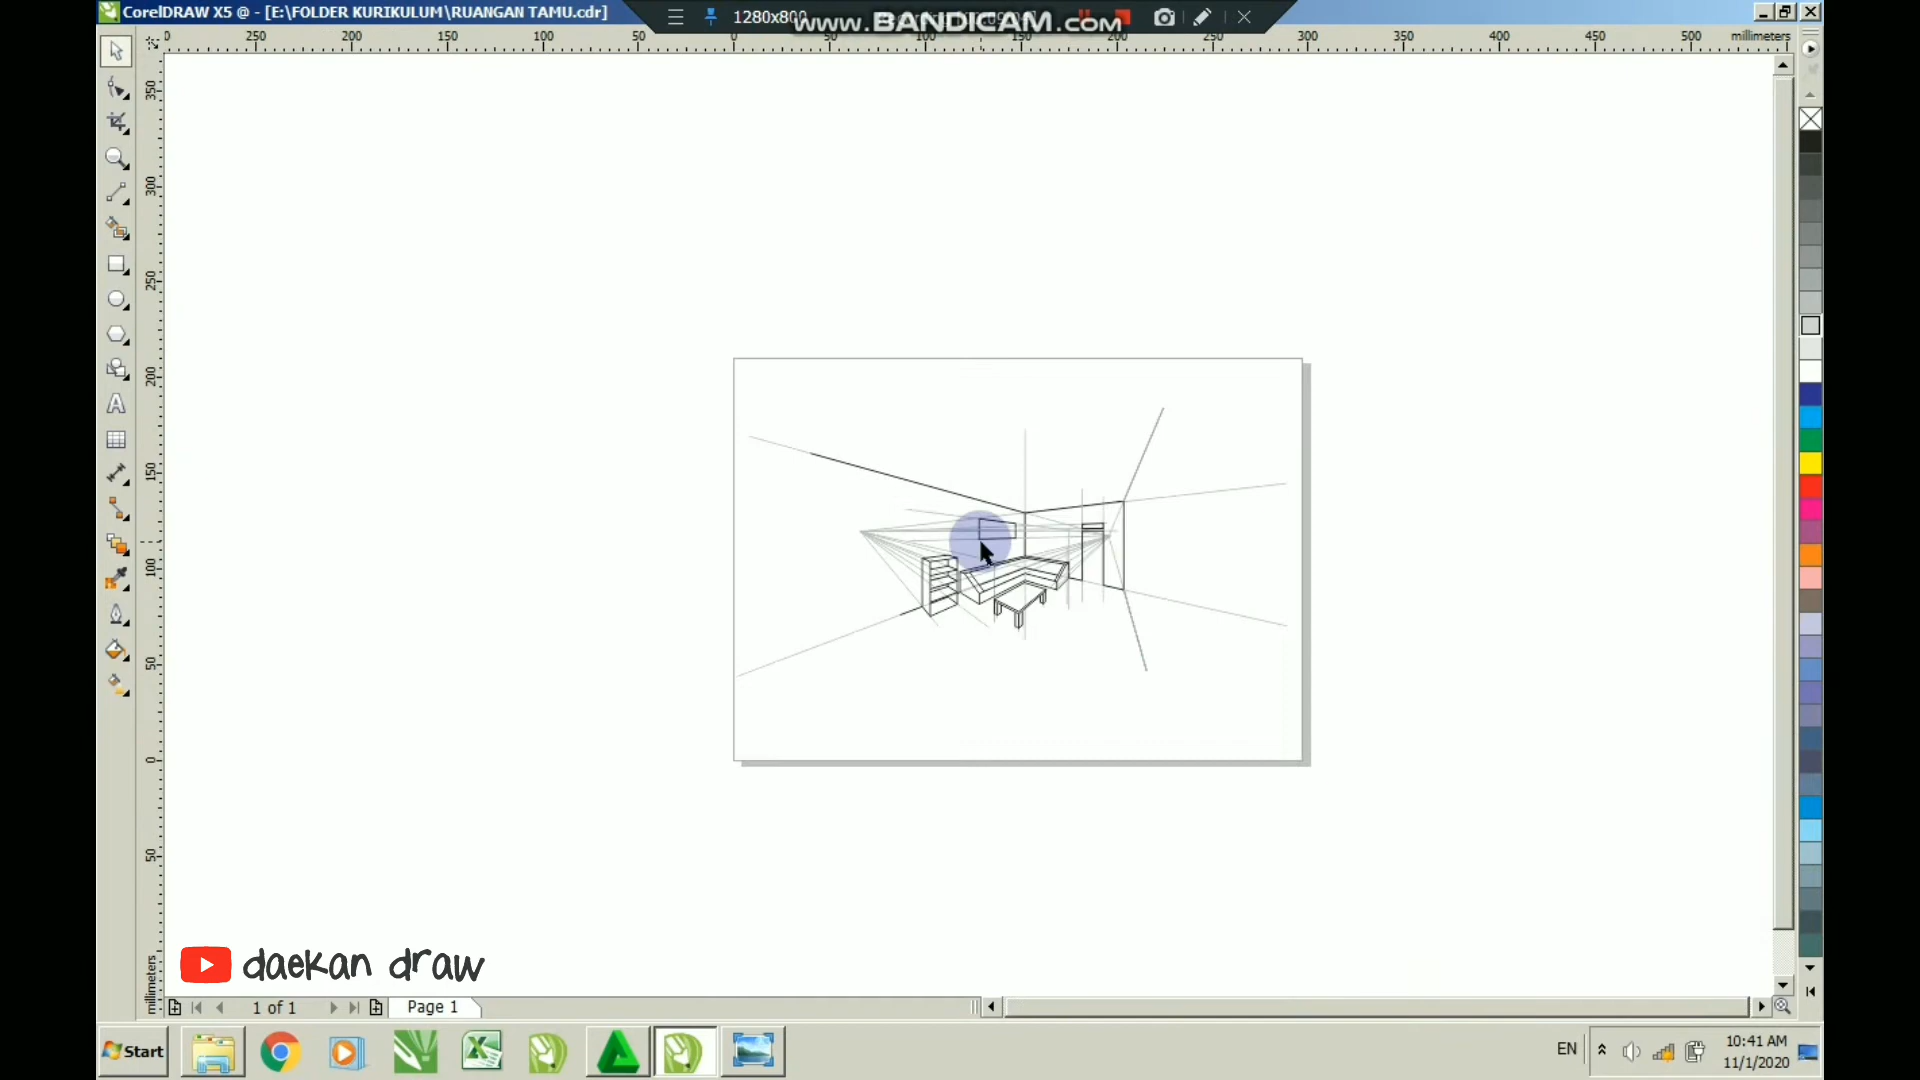 CorelDRAW X5 @ - [E:\FOLDER KURIKULUM\RUANGAN TAMU.cdr]
1280x800
www.BANDICAM.com
250 200 150 100 50 0 50 100 150 200 250 300 350 400 450 500 millimeters
350
300
250
200
150
100
50
0
50
millimeters
daekan draw
1 of 1
Page 1
Start
EN
10:41 AM
11/1/2020